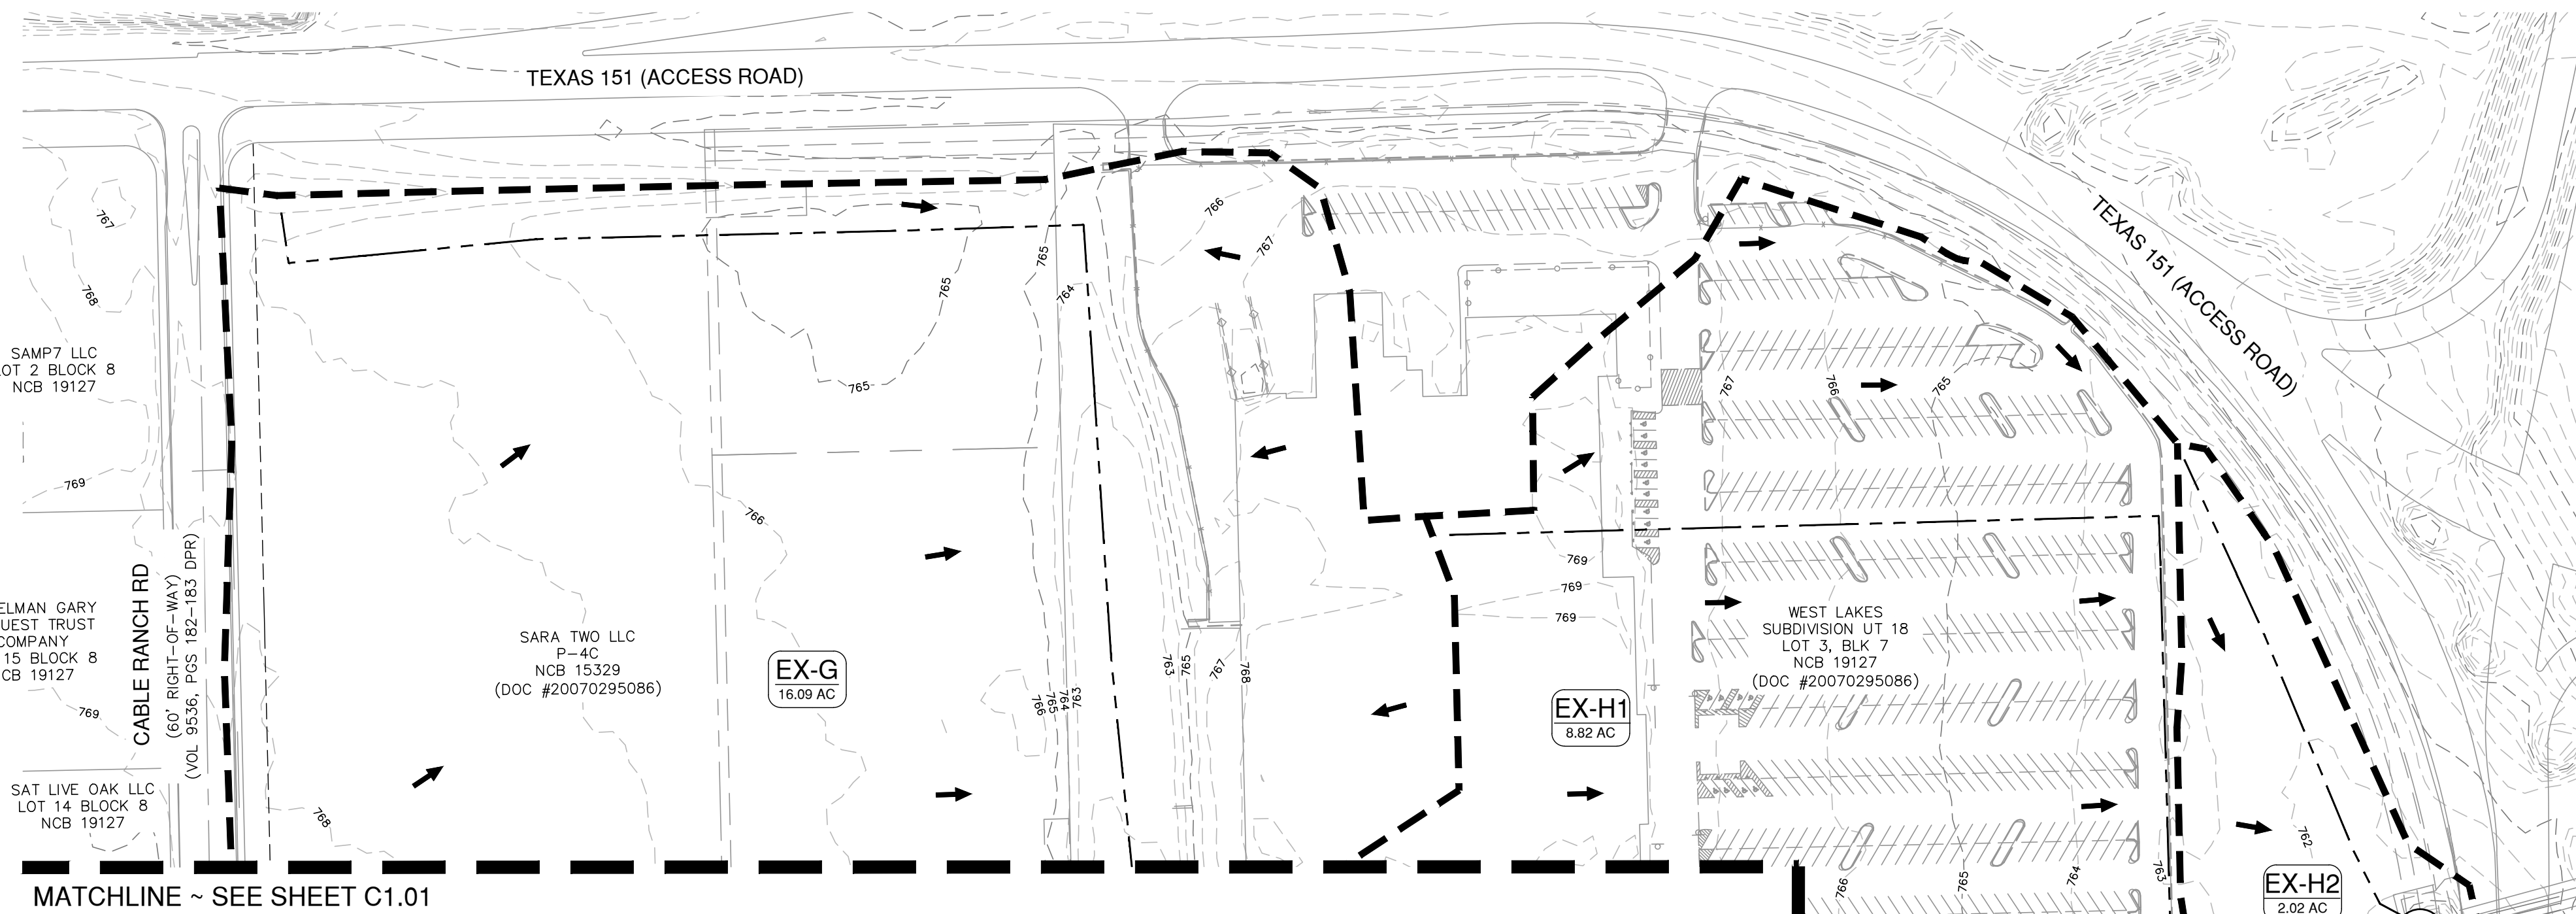 TEXAS 151 (ACCESS ROAD)
TEXAS 151 (ACCESS ROAD)
767
768
SAMP7 LLC
LOT 2 BLOCK 8
NCB 19127
769
ELMAN GARY
UEST TRUST
COMPANY
15 BLOCK 8
CB 19127
769
SAT LIVE OAK LLC
LOT 14 BLOCK 8
NCB 19127
CABLE RANCH RD
(60' RIGHT-OF-WAY)
(VOL 9536, PGS 182-183 DPR)
768
SARA TWO LLC
P-4C
NCB 15329
(DOC #20070295086)
766
EX-G
16.09 AC
765
765
765
764
766
765
764
763
763
765
767
768
766
767
769
769
769
EX-H1
8.82 AC
767
766
765
WEST LAKES
SUBDIVISION UT 18
LOT 3, BLK 7
NCB 19127
(DOC #20070295086)
766
765
764
763
762
EX-H2
2.02 AC
MATCHLINE ~ SEE SHEET C1.01